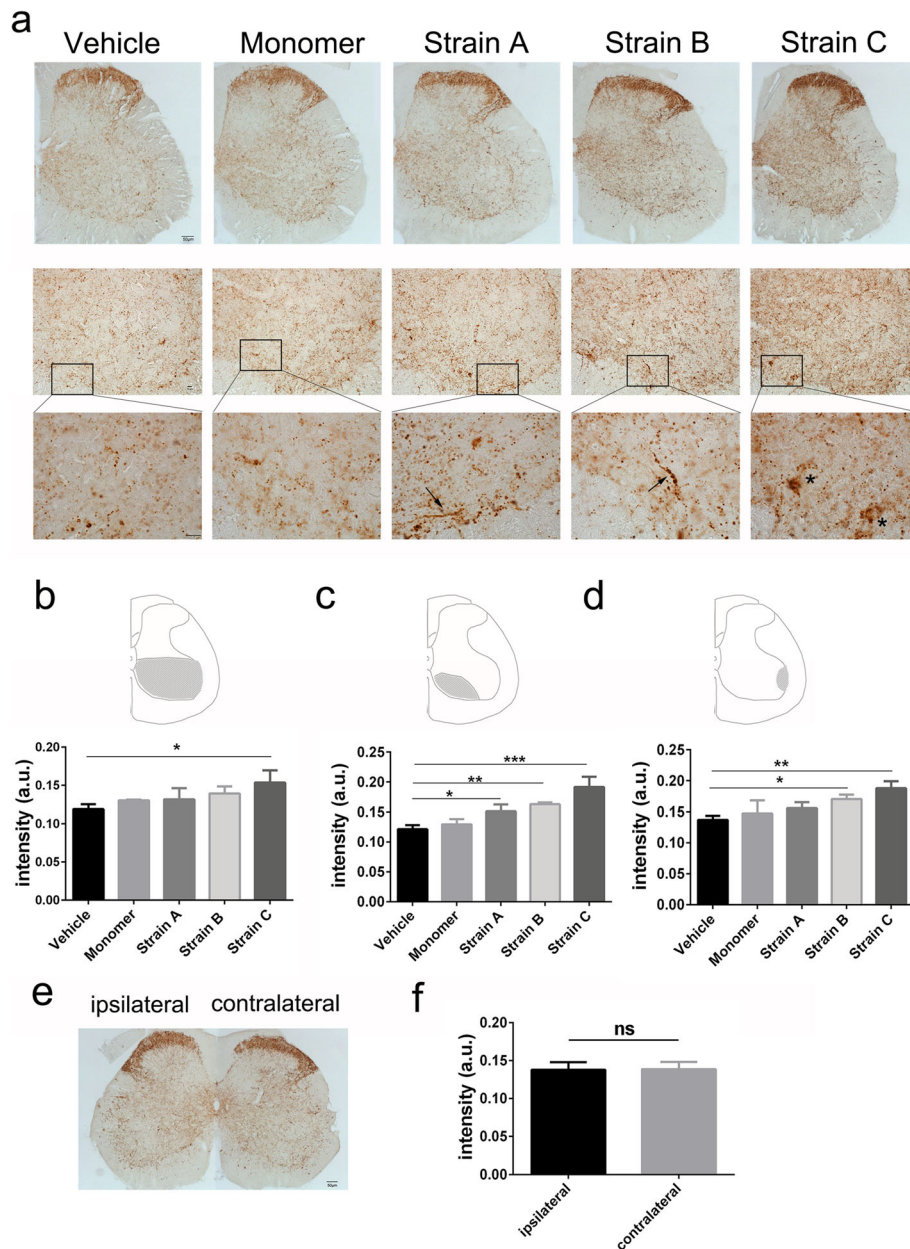 a
Vehicle Monomer Strain A Strain B Strain C
50µm
*
*
b
c
d
*
intensity (a.u.)
0.20
0.15
0.10
0.05
0.00
Vehicle
Monomer
Strain A
Strain B
Strain C
***
**
*
intensity (a.u.)
0.25
0.20
0.15
0.10
0.05
0.00
Vehicle
Monomer
Strain A
Strain B
Strain C
**
*
intensity (a.u.)
0.25
0.20
0.15
0.10
0.05
0.00
Vehicle
Monomer
Strain A
Strain B
Strain C
e
ipsilateral contralateral
50µm
f
ns
intensity (a.u.)
0.20
0.15
0.10
0.05
0.00
ipsilateral
contralateral